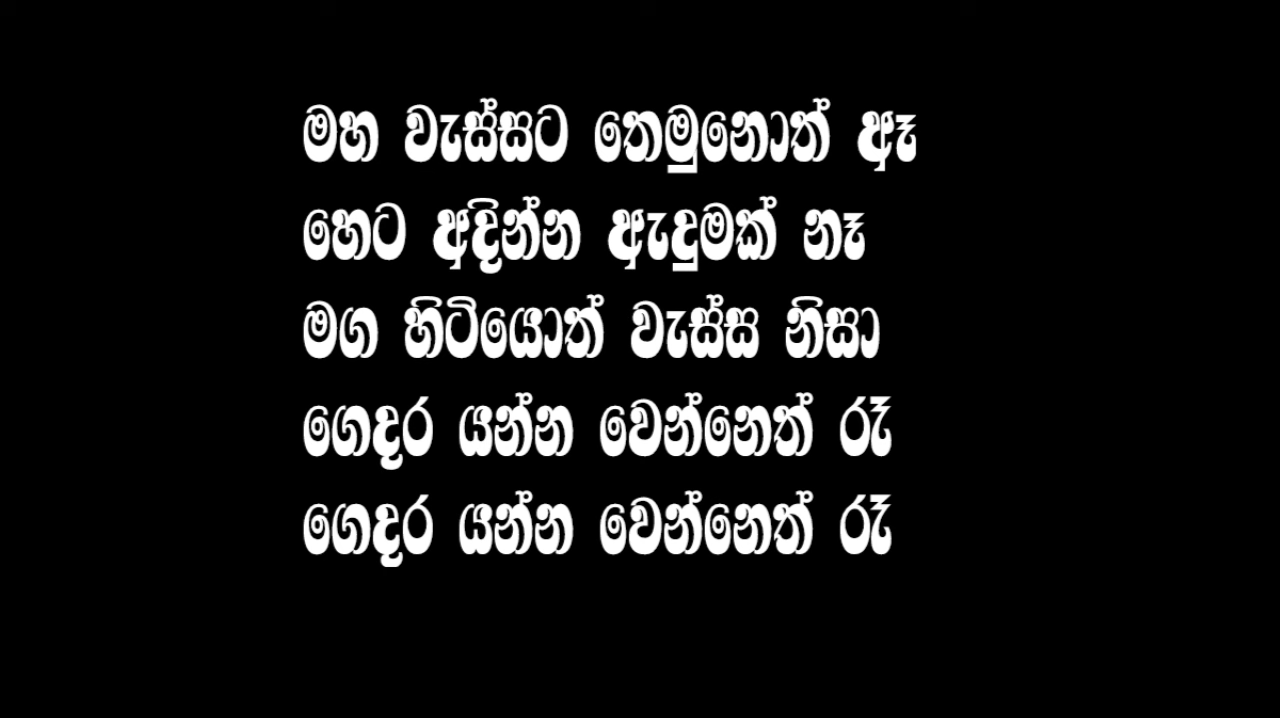 මහ වැස්සට තෙමුනොත් ඈ
හෙට අදින්න ඇදුමක් නෑ
මග හිටියොත් වැස්ස නිසා
ගෙදර යන්න වෙන්නෙත් රෑ
ගෙදර යන්න වෙන්නෙත් රෑ